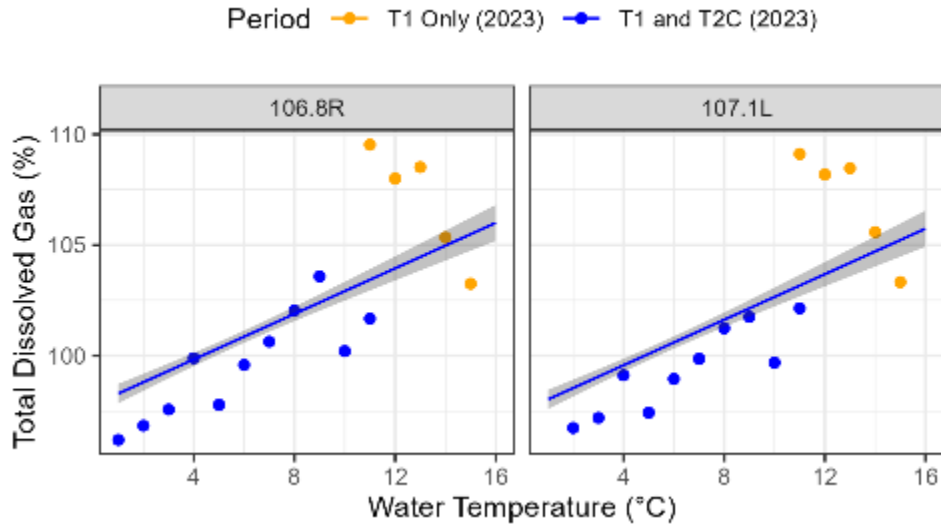 Period T1 Only (2023) T1 and T2C (2023)
106.8R 107.1L
Total Dissolved Gas (%)
110
105
100
4 8 12 16 4 8 12 16
Water Temperature (°C)